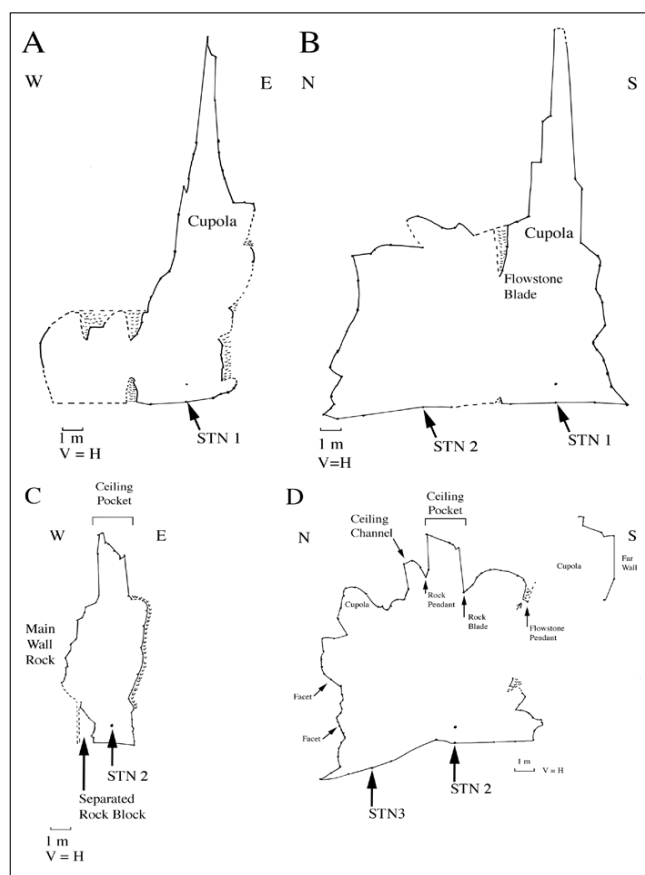 A
W
E
Cupola
STN 1
1 m
V = H
B
N
S
Cupola
Flowstone
Blade
STN 2
STN 1
1 m
V=H
C
Ceiling
Pocket
W
E
Main
Wall
Rock
STN 2
Separated
Rock Block
1 m
V = H
D
Ceiling
Pocket
N
S
Ceiling
Channel
Cupola
Rock
Pendant
Rock
Blade
Flowstone
Pendant
Cupola
Far
Wall
Facet
Facet
STN3
STN 2
1 m
V = H